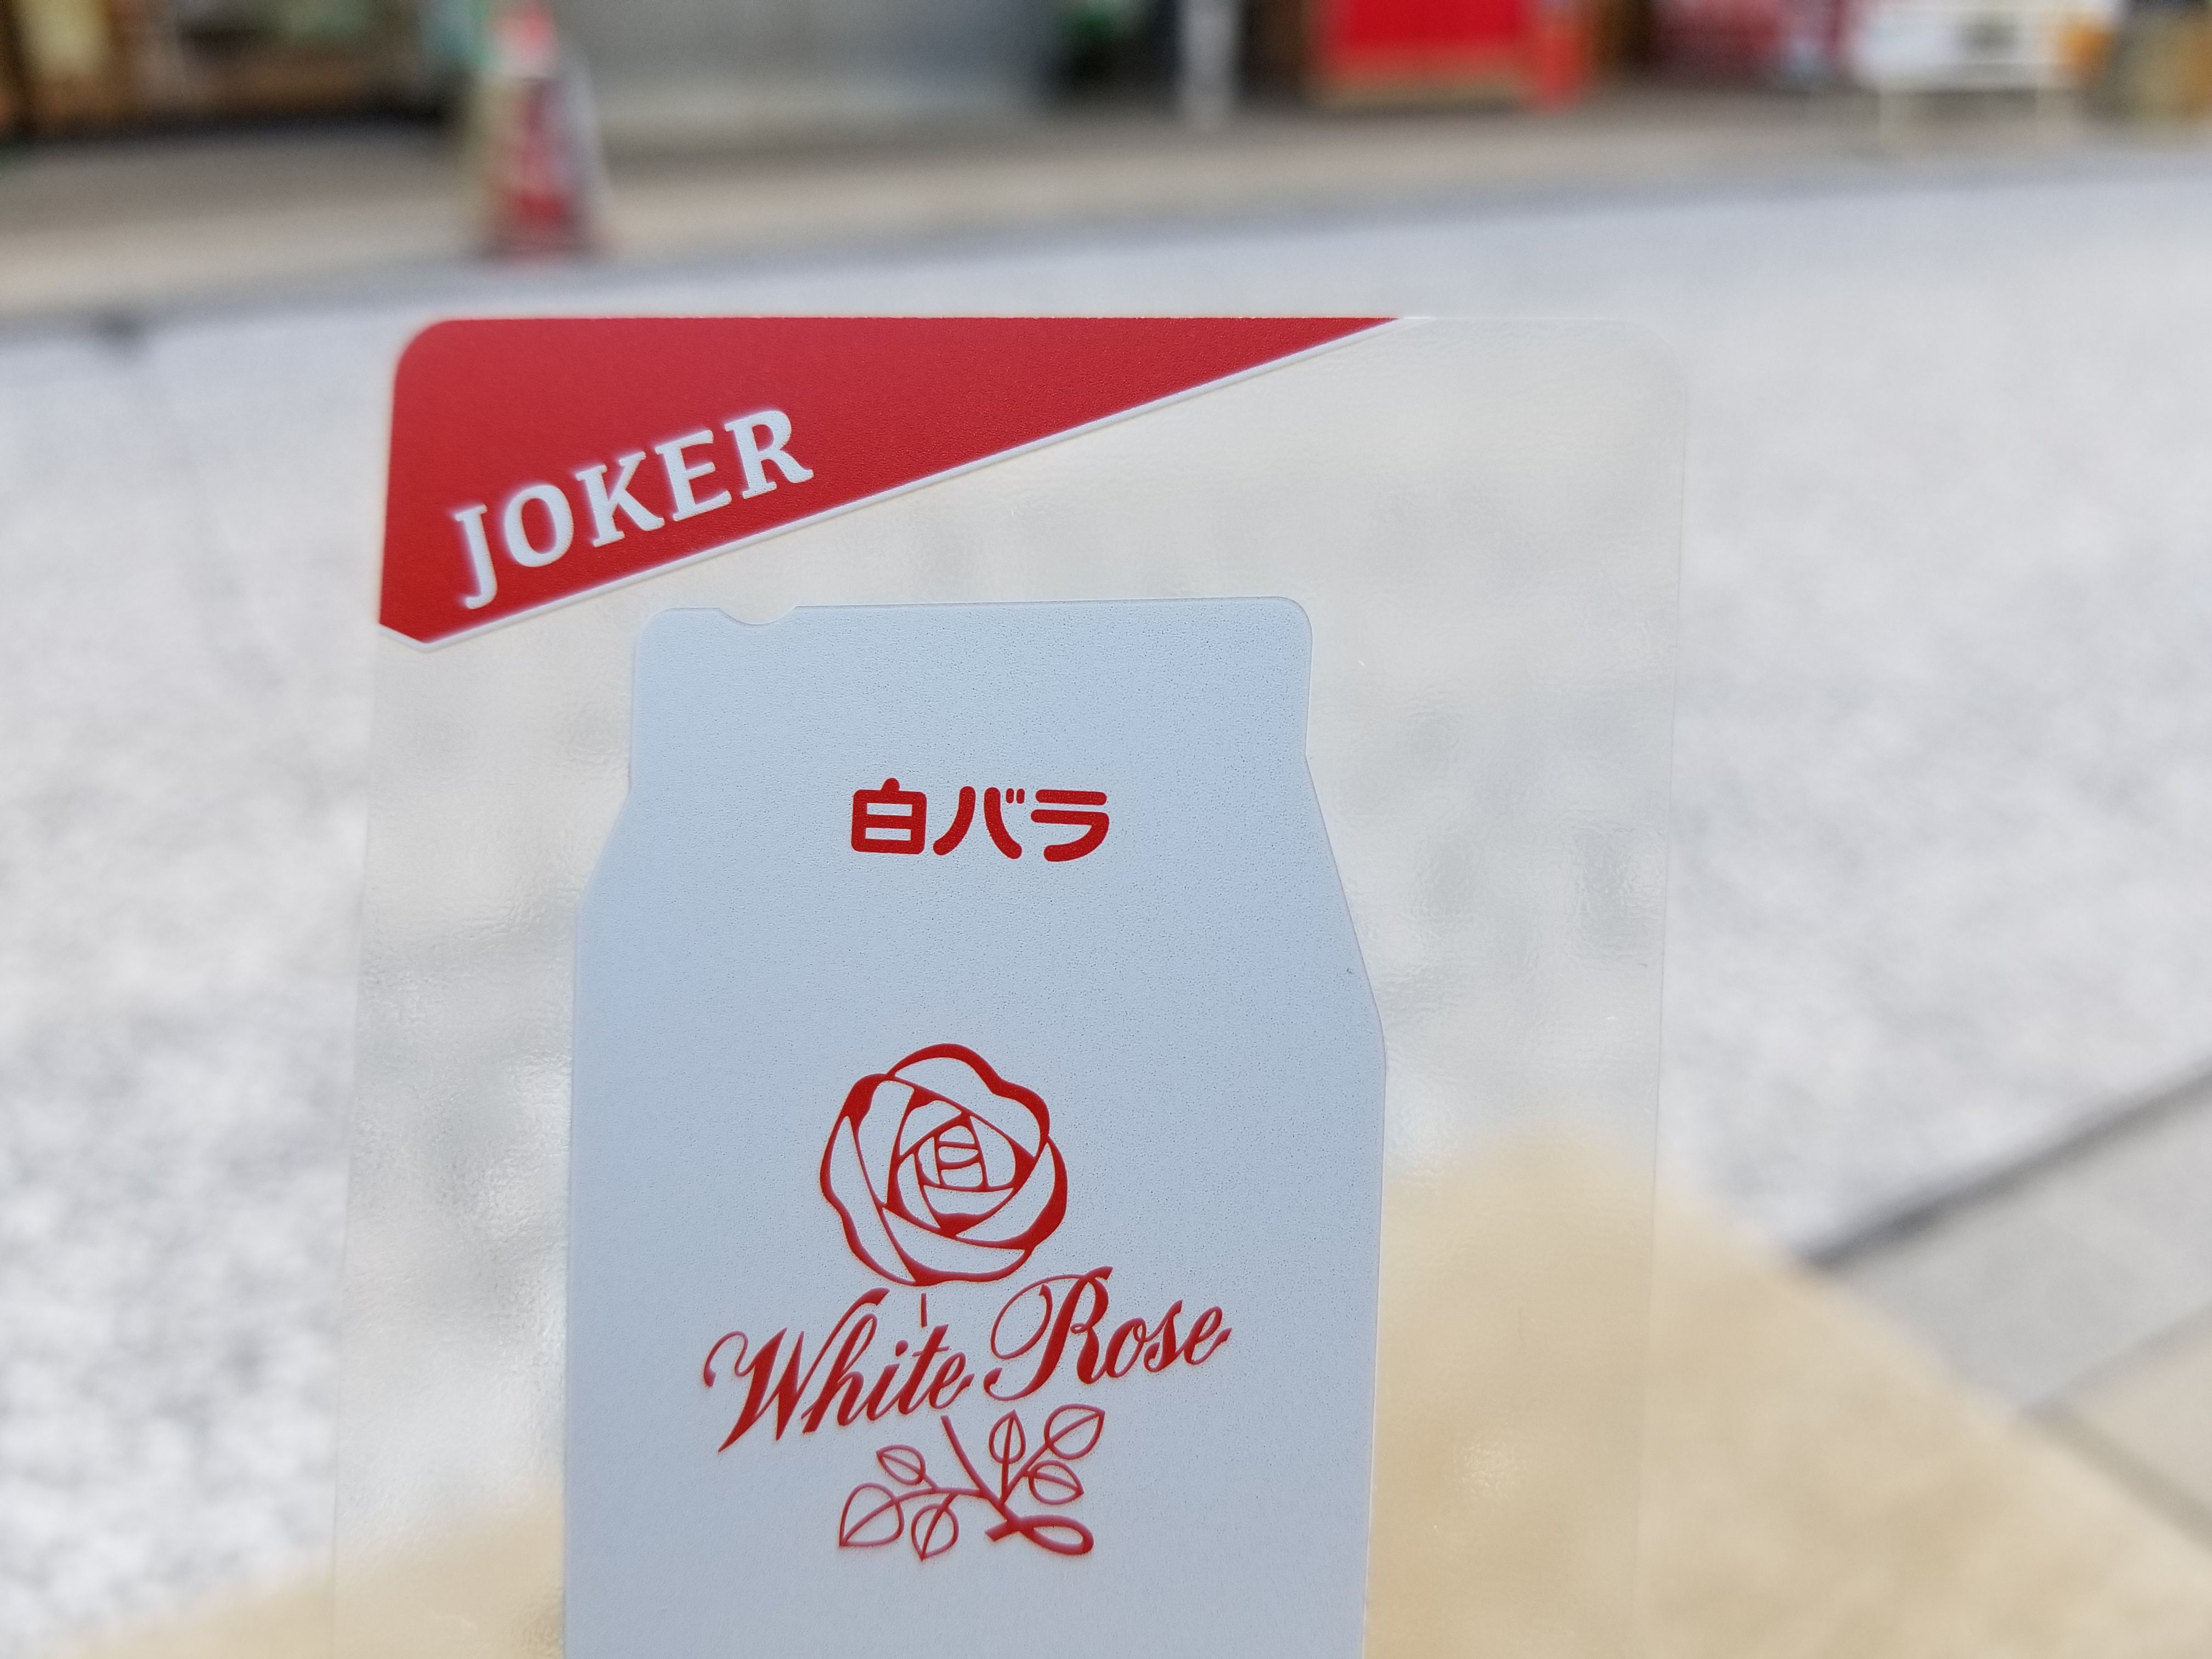 JOKER
白バラ
White Rose